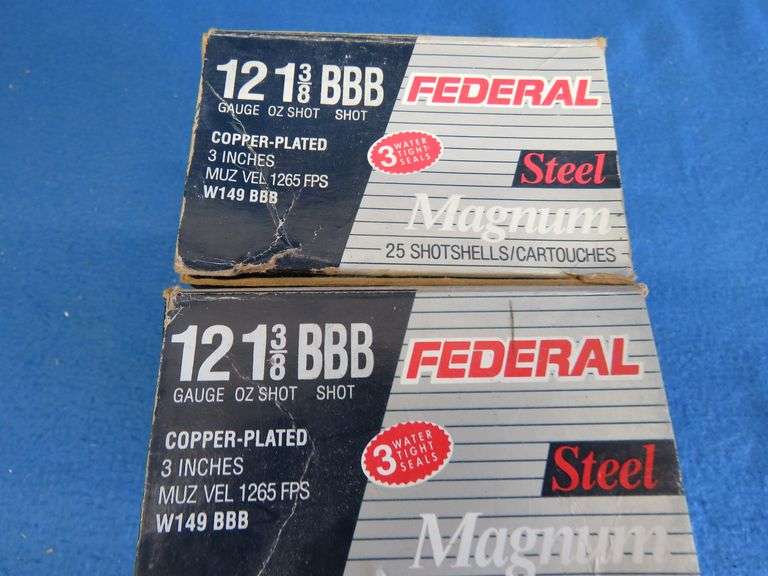 12 1 3/8 BBB
GAUGE OZ SHOT SHOT
COPPER-PLATED
3 INCHES
MUZ VEL 1265 FPS
W149 BBB
FEDERAL
3 WATER
TIGHT
SEALS
Steel
Magnum
25 SHOTSHELLS/CARTOUCHES
12 1 3/8 BBB
GAUGE OZ SHOT SHOT
COPPER-PLATED
3 INCHES
MUZ VEL 1265 FPS
W149 BBB
FEDERAL
3 WATER
TIGHT
SEALS
Steel
Magnum